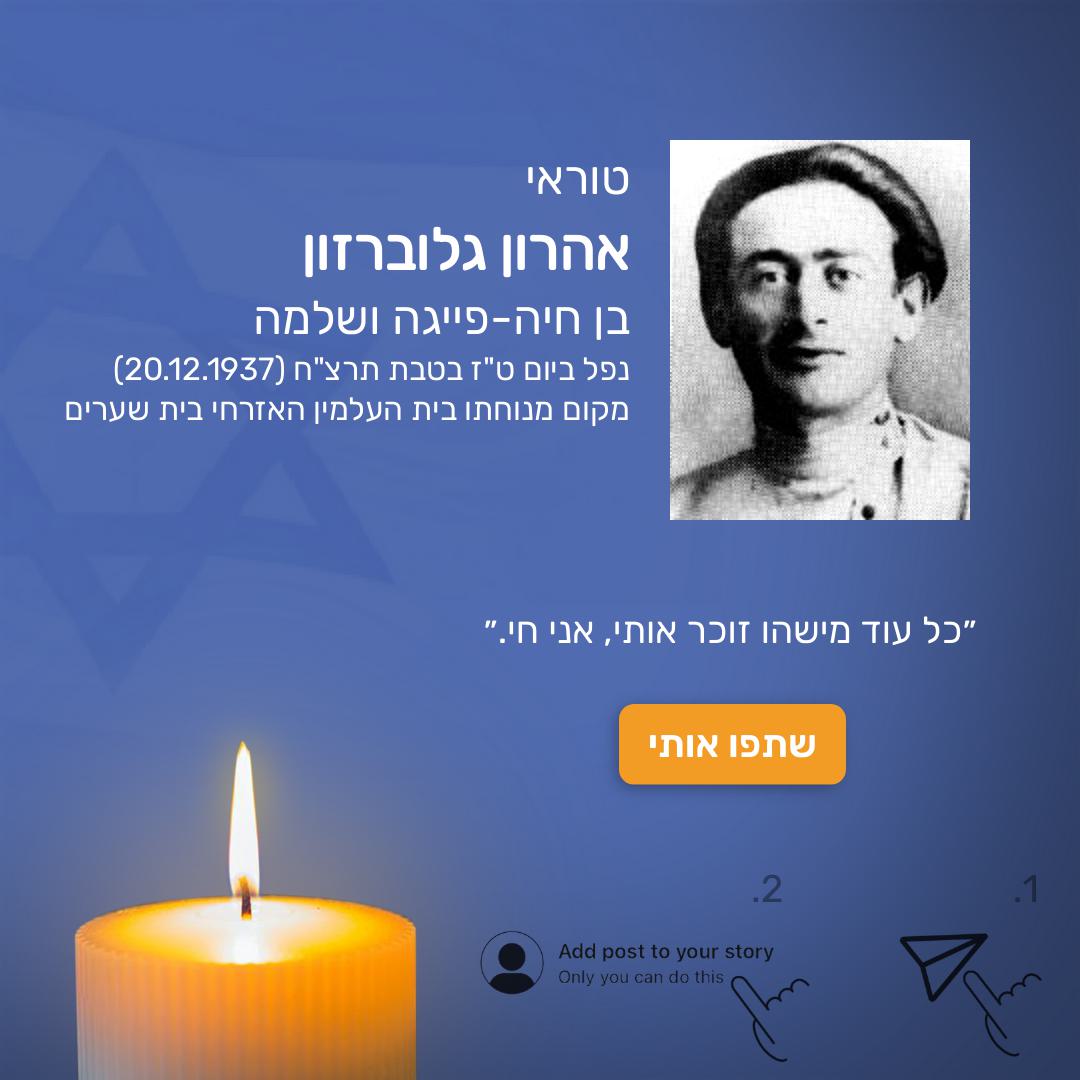 טוראי
אהרון גלוברזון
בן חיה-פייגה ושלמה
נפל ביום ט"ז בטבת תרצ"ח (20.12.1937)
מקום מנוחתו בית העלמין האזרחי בית שערים
״כל עוד מישהו זוכר אותי, אני חי.״
שתפו אותי
.1
.2
Add post to your story
Only you can do this